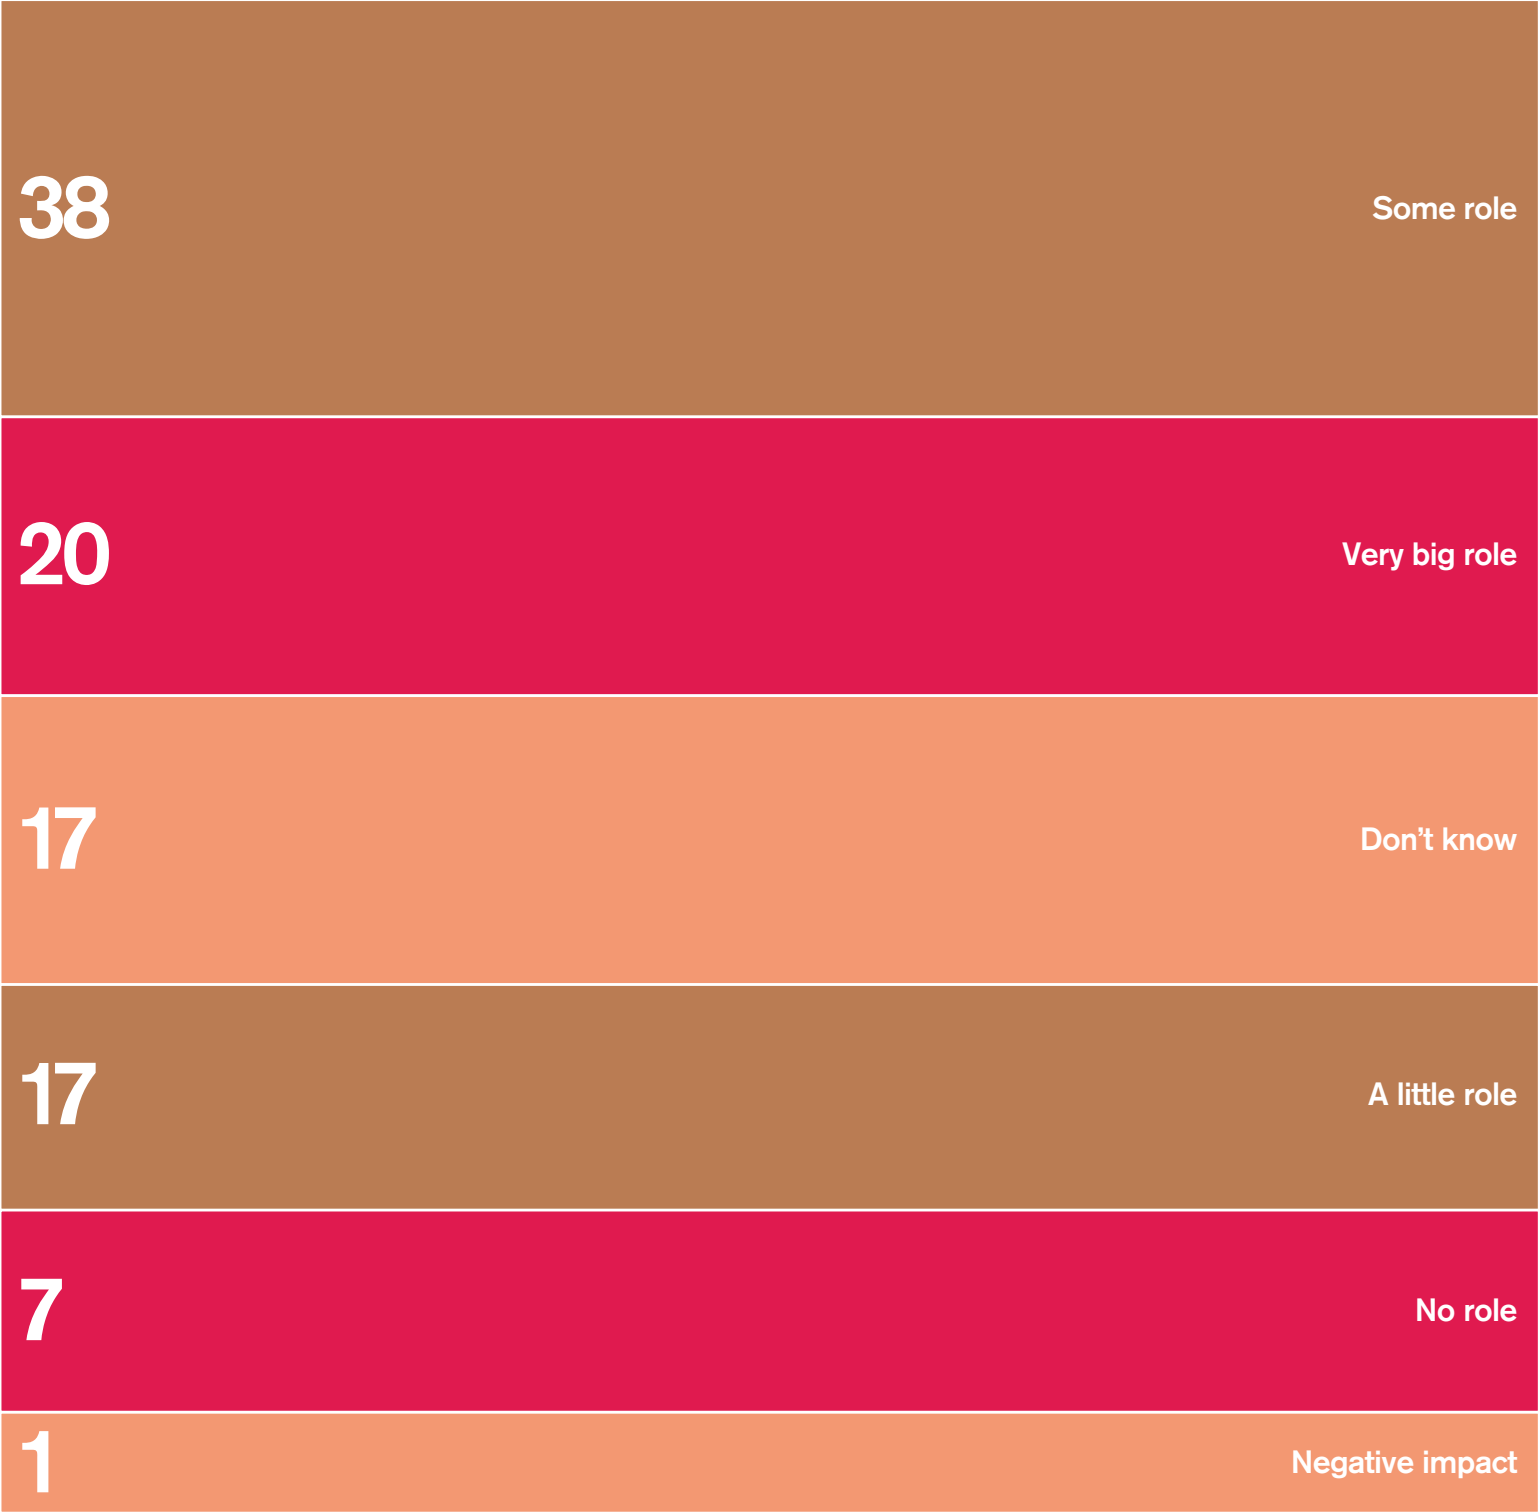 38 Some role
20 Very big role
17 Don’t know
17 A little role
7 No role
1 Negative impact